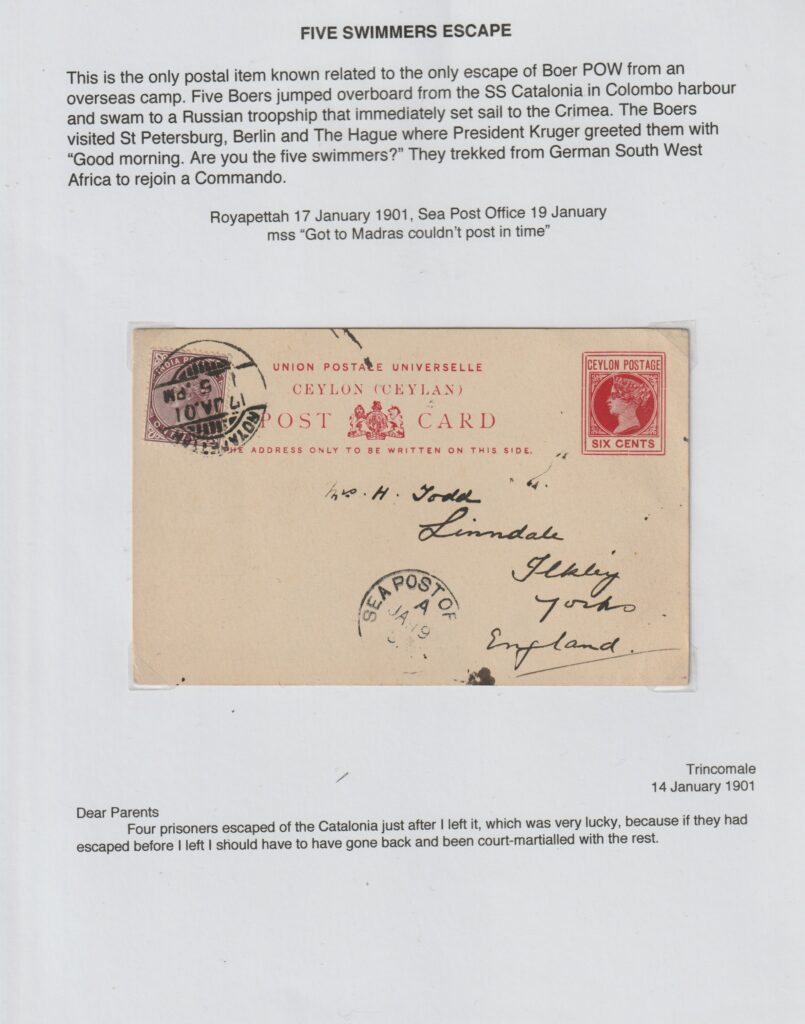 FIVE SWIMMERS ESCAPE
This is the only postal item known related to the only escape of Boer POW from an
overseas camp. Five Boers jumped overboard from the SS Catalonia in Colombo harbour
and swam to a Russian troopship that immediately set sail to the Crimea. The Boers
visited St Petersburg, Berlin and The Hague where President Kruger greeted them with
“Good morning. Are you the five swimmers?” They trekked from German South West
Africa to rejoin a Commando.
Royapettah 17 January 1901, Sea Post Office 19 January
mss “Got to Madras couldn’t post in time”
UNION POSTALE UNIVERSELLE
CEYLON (CEYLAN)
POST CARD
THE ADDRESS ONLY TO BE WRITTEN ON THIS SIDE.
CEYLON POSTAGE
SIX CENTS
INDIA
5 PM
17 JA.01
Mrs. H. Todd
Linndale
Ilkley
Yorks
England.
SEA POST OF
A
JA.19
Trincomale
14 January 1901
Dear Parents
Four prisoners escaped of the Catalonia just after I left it, which was very lucky, because if they had
escaped before I left I should have to have gone back and been court-martialled with the rest.